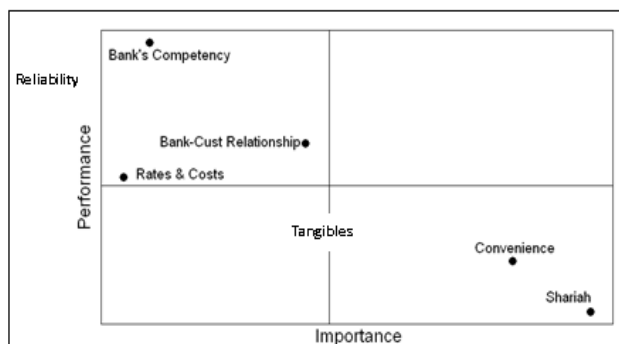 Bank's Competency
Reliability
Bank-Cust Relationship
Rates & Costs
Performance
Tangibles
Convenience
Shariah
Importance